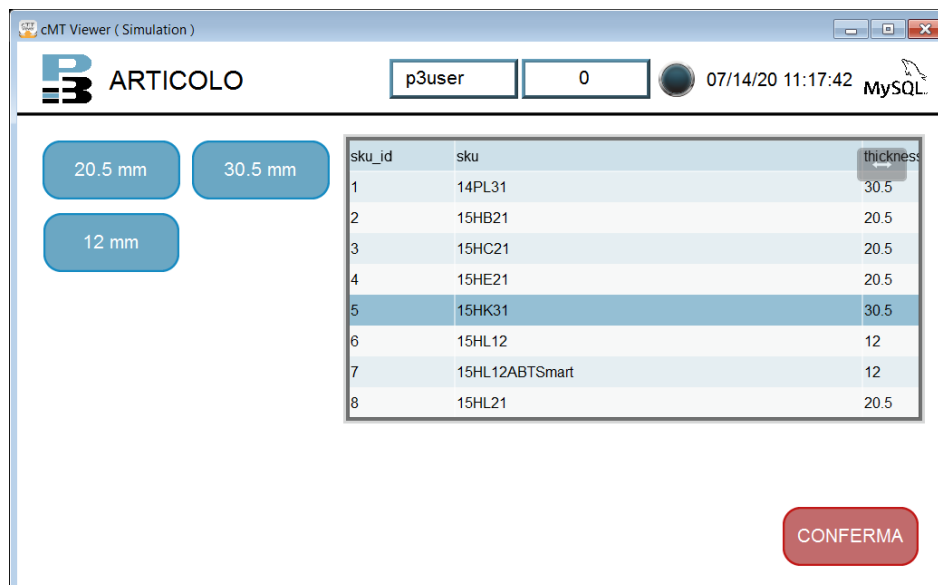 cMT Viewer ( Simulation )
P3 ARTICOLO p3user 0 07/14/20 11:17:42 MySQL
20.5 mm 30.5 mm
12 mm
sku_id sku thickness
1 14PL31 30.5
2 15HB21 20.5
3 15HC21 20.5
4 15HE21 20.5
5 15HK31 30.5
6 15HL12 12
7 15HL12ABTSmart 12
8 15HL21 20.5
CONFERMA